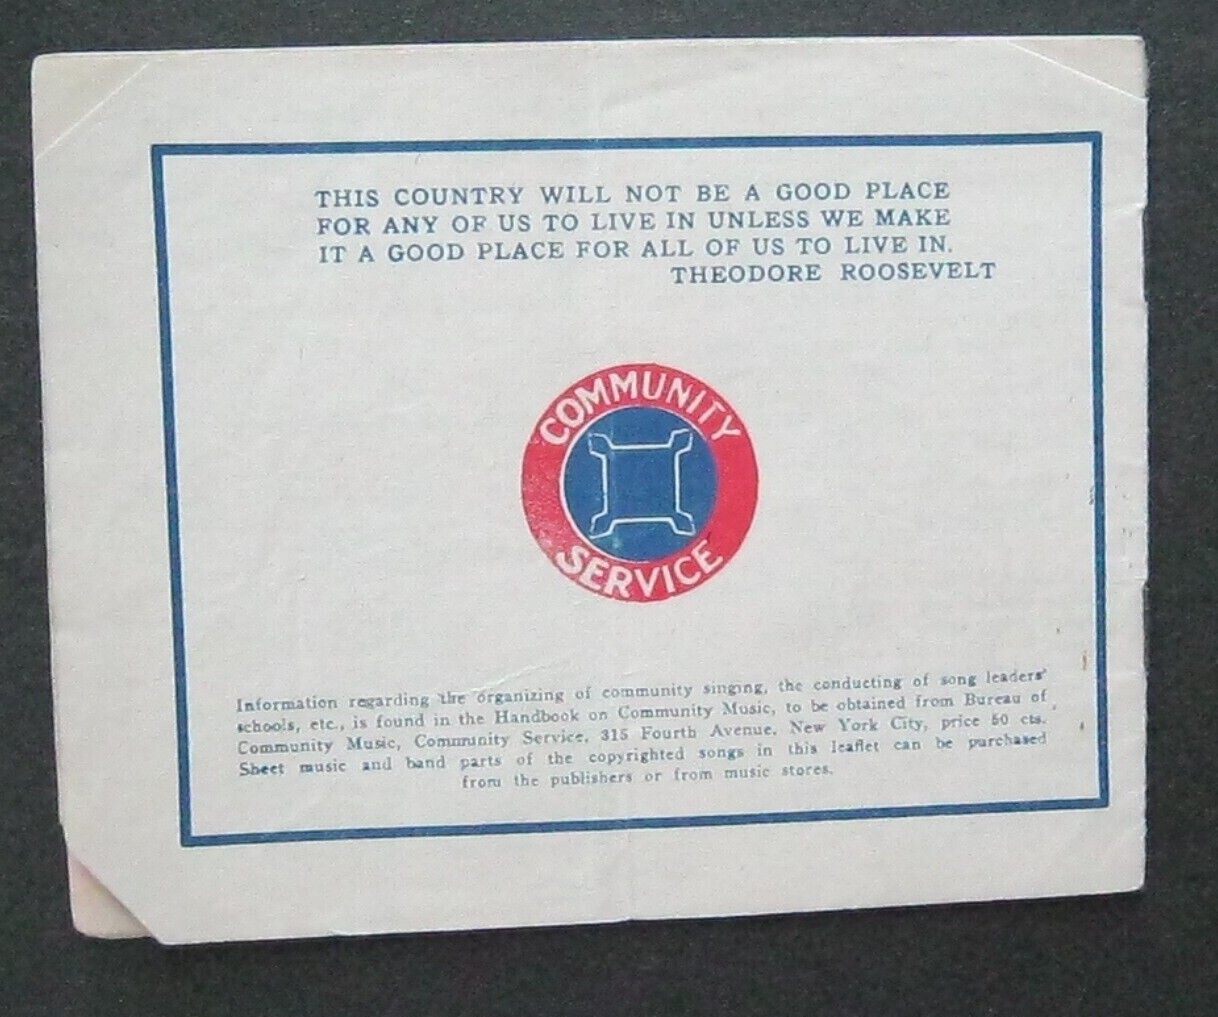 THIS COUNTRY WILL NOT BE A GOOD PLACE
FOR ANY OF US TO LIVE IN UNLESS WE MAKE
IT A GOOD PLACE FOR ALL OF US TO LIVE IN.
THEODORE ROOSEVELT
COMMUNITY
SERVICE
Information regarding the organizing of community singing, the conducting of song leaders'
schools, etc., is found in the Handbook on Community Music, to be obtained from Bureau of
Community Music, Community Service, 315 Fourth Avenue, New York City, price 50 cts.
Sheet music and band parts of the copyrighted songs in this leaflet can be purchased
from the publishers or from music stores.